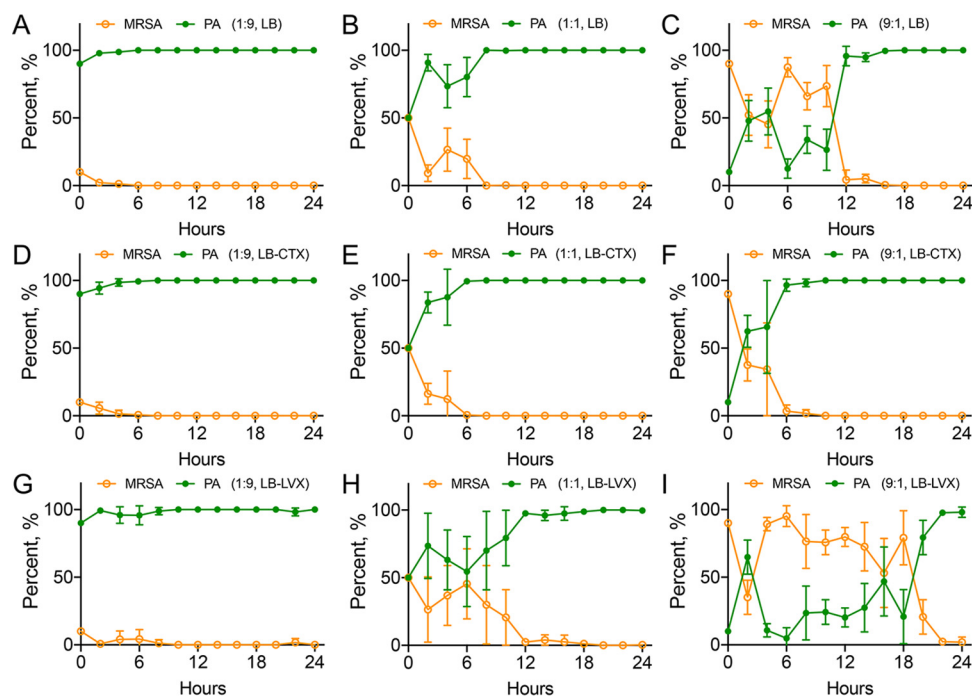 A
MRSA PA (1:9, LB)
Percent, %
100
50
0
0 6 12 18 24
Hours
B
MRSA PA (1:1, LB)
Percent, %
100
50
0
0 6 12 18 24
Hours
C
MRSA PA (9:1, LB)
Percent, %
100
50
0
0 6 12 18 24
Hours
D
MRSA PA (1:9, LB-CTX)
Percent, %
100
50
0
0 6 12 18 24
Hours
E
MRSA PA (1:1, LB-CTX)
Percent, %
100
50
0
0 6 12 18 24
Hours
F
MRSA PA (9:1, LB-CTX)
Percent, %
100
50
0
0 6 12 18 24
Hours
G
MRSA PA (1:9, LB-LVX)
Percent, %
100
50
0
0 6 12 18 24
Hours
H
MRSA PA (1:1, LB-LVX)
Percent, %
100
50
0
0 6 12 18 24
Hours
I
MRSA PA (9:1, LB-LVX)
Percent, %
100
50
0
0 6 12 18 24
Hours